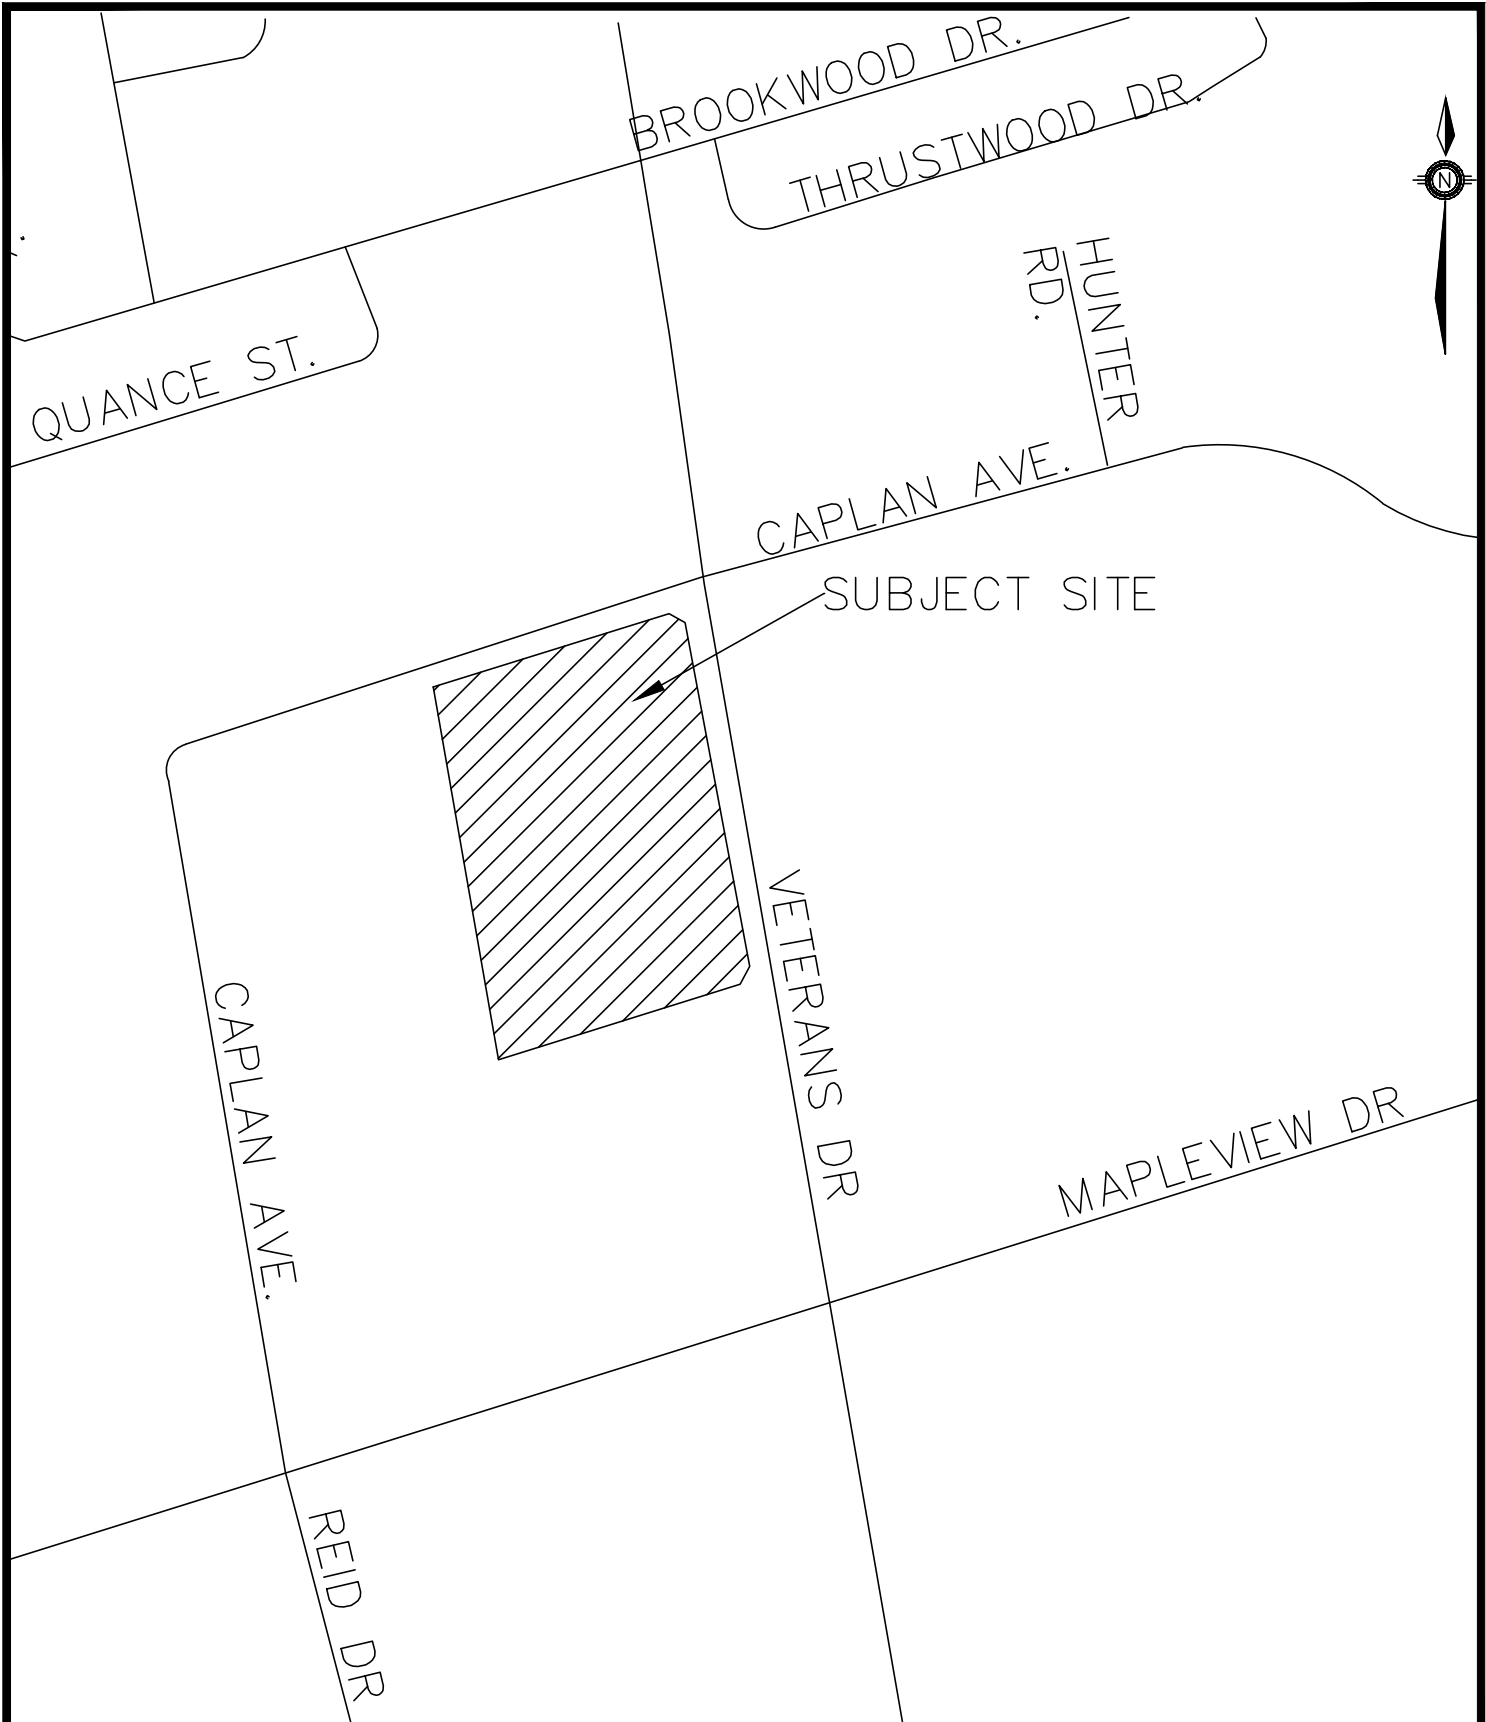 BROOKWOOD DR.
THRUSTWOOD DR.
N
HUNTER
RD.
QUANCE ST.
CAPLAN AVE.
SUBJECT SITE
VETERANS DR
CAPLAN AVE.
MAPLEVIEW DR
REID DR